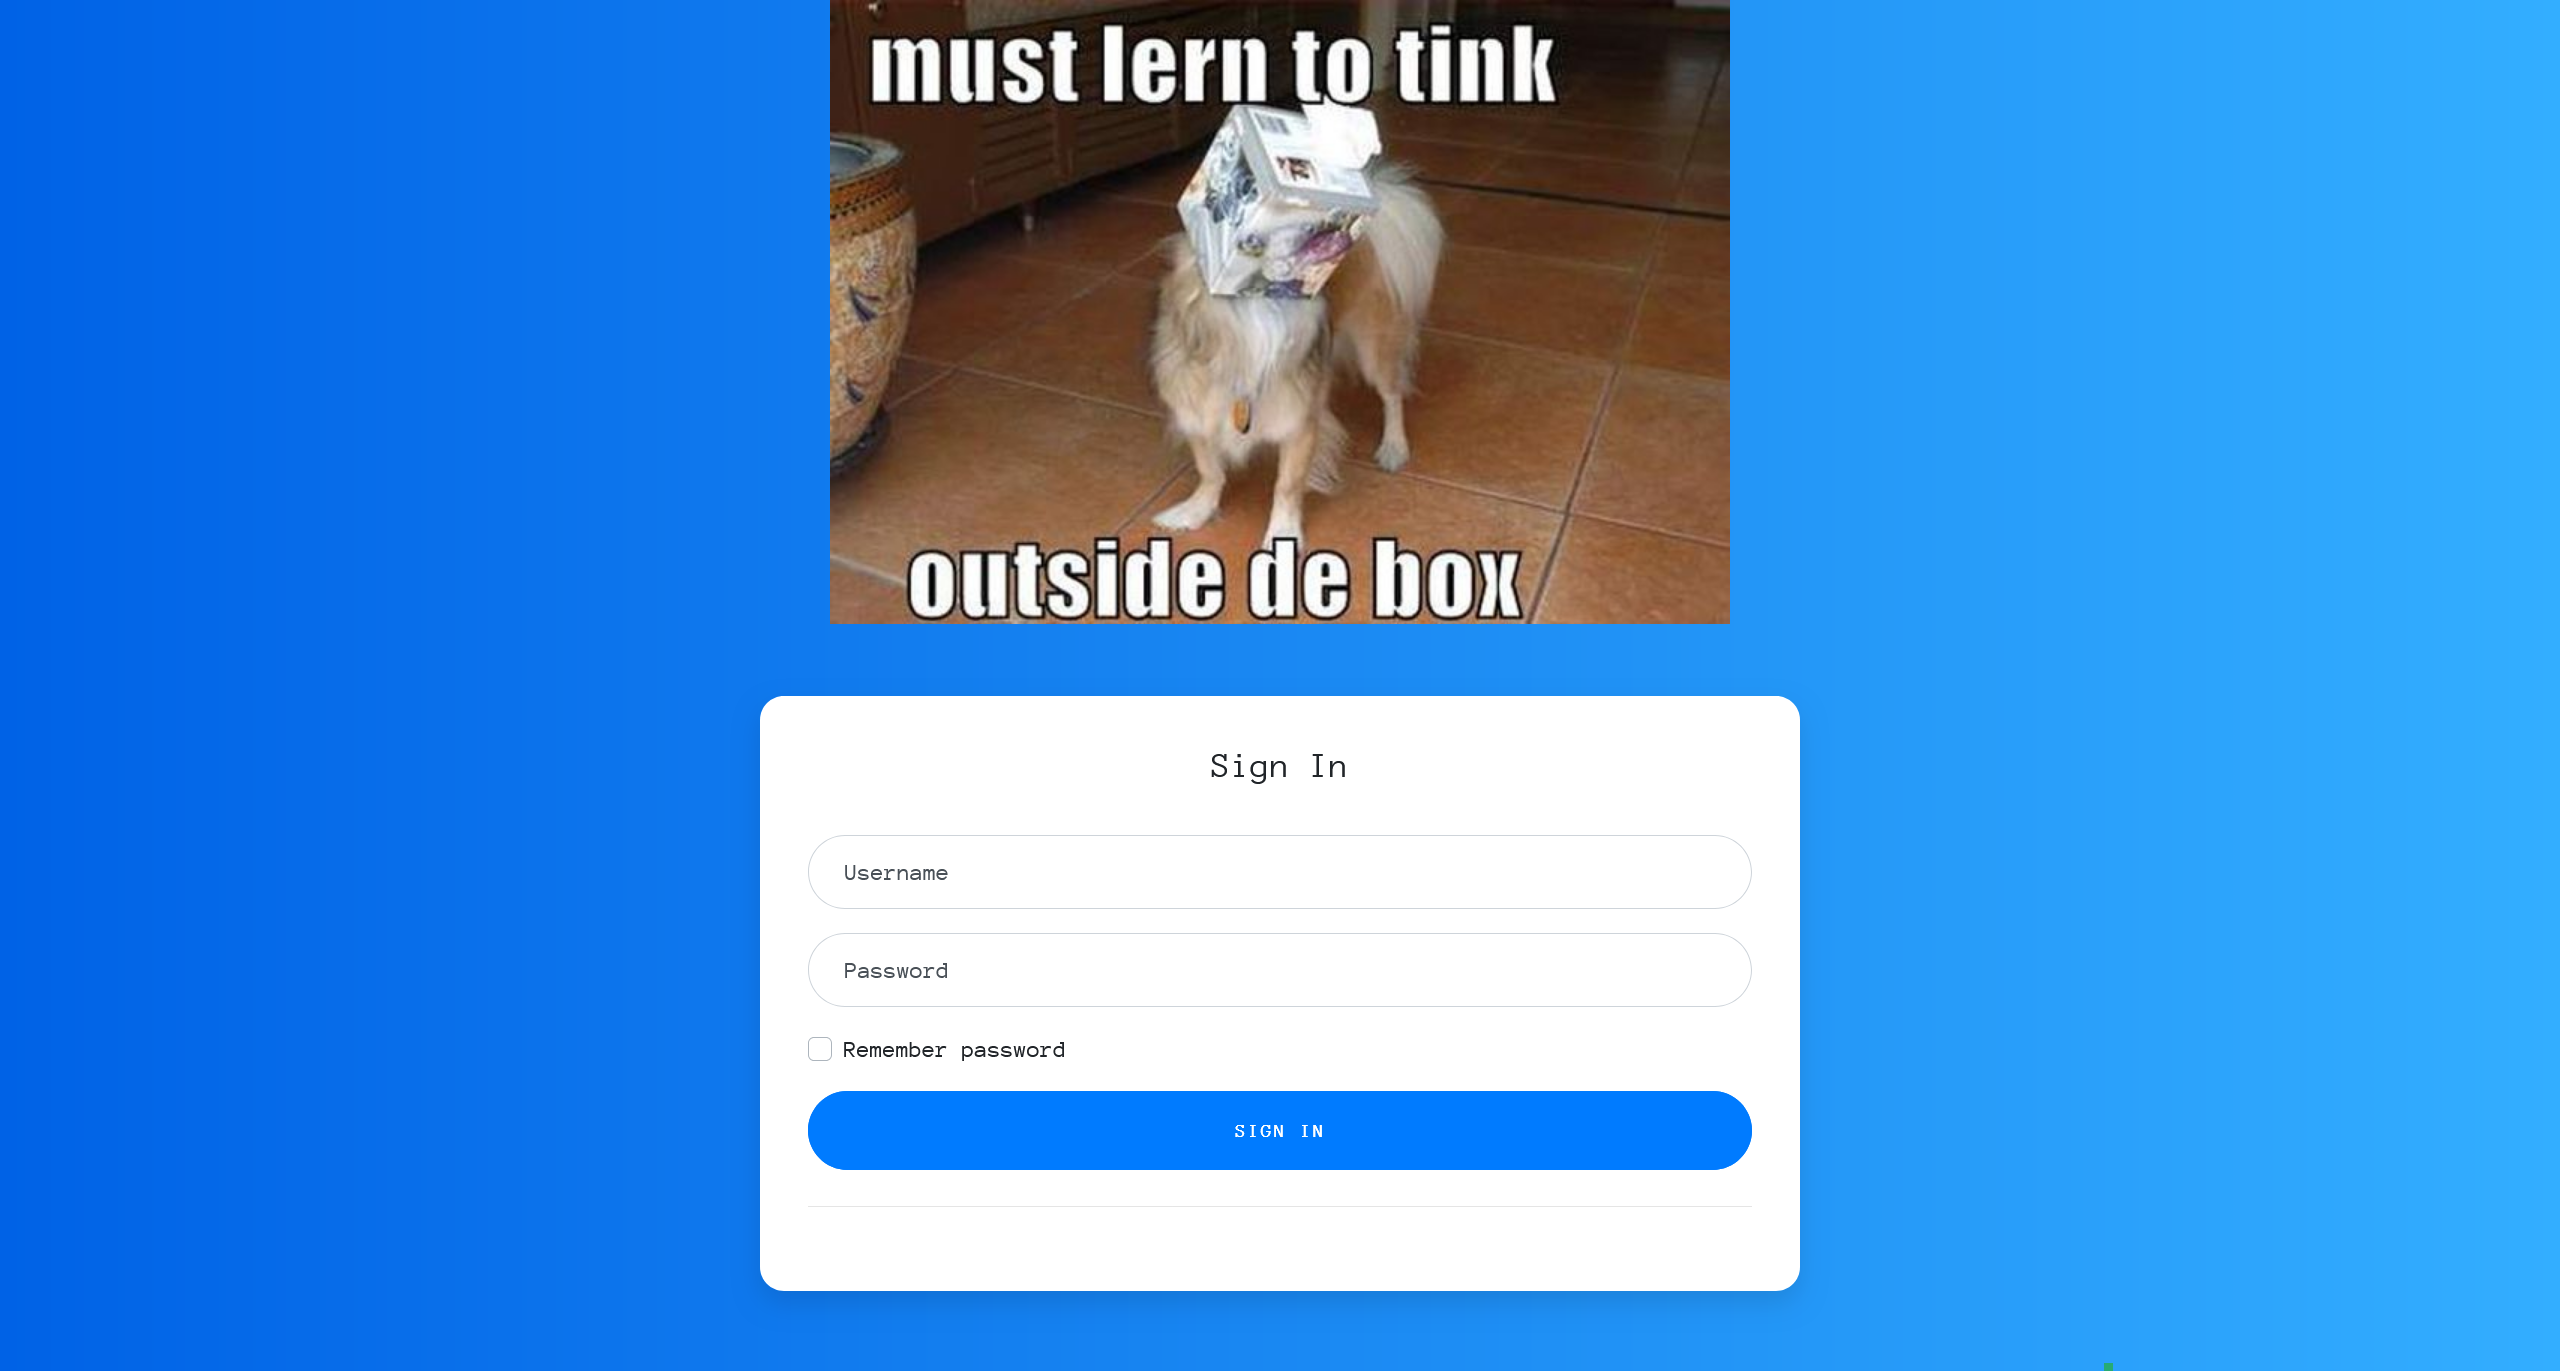 must lern to tink
outside de box
Sign In
Username
Password
Remember password
SIGN IN